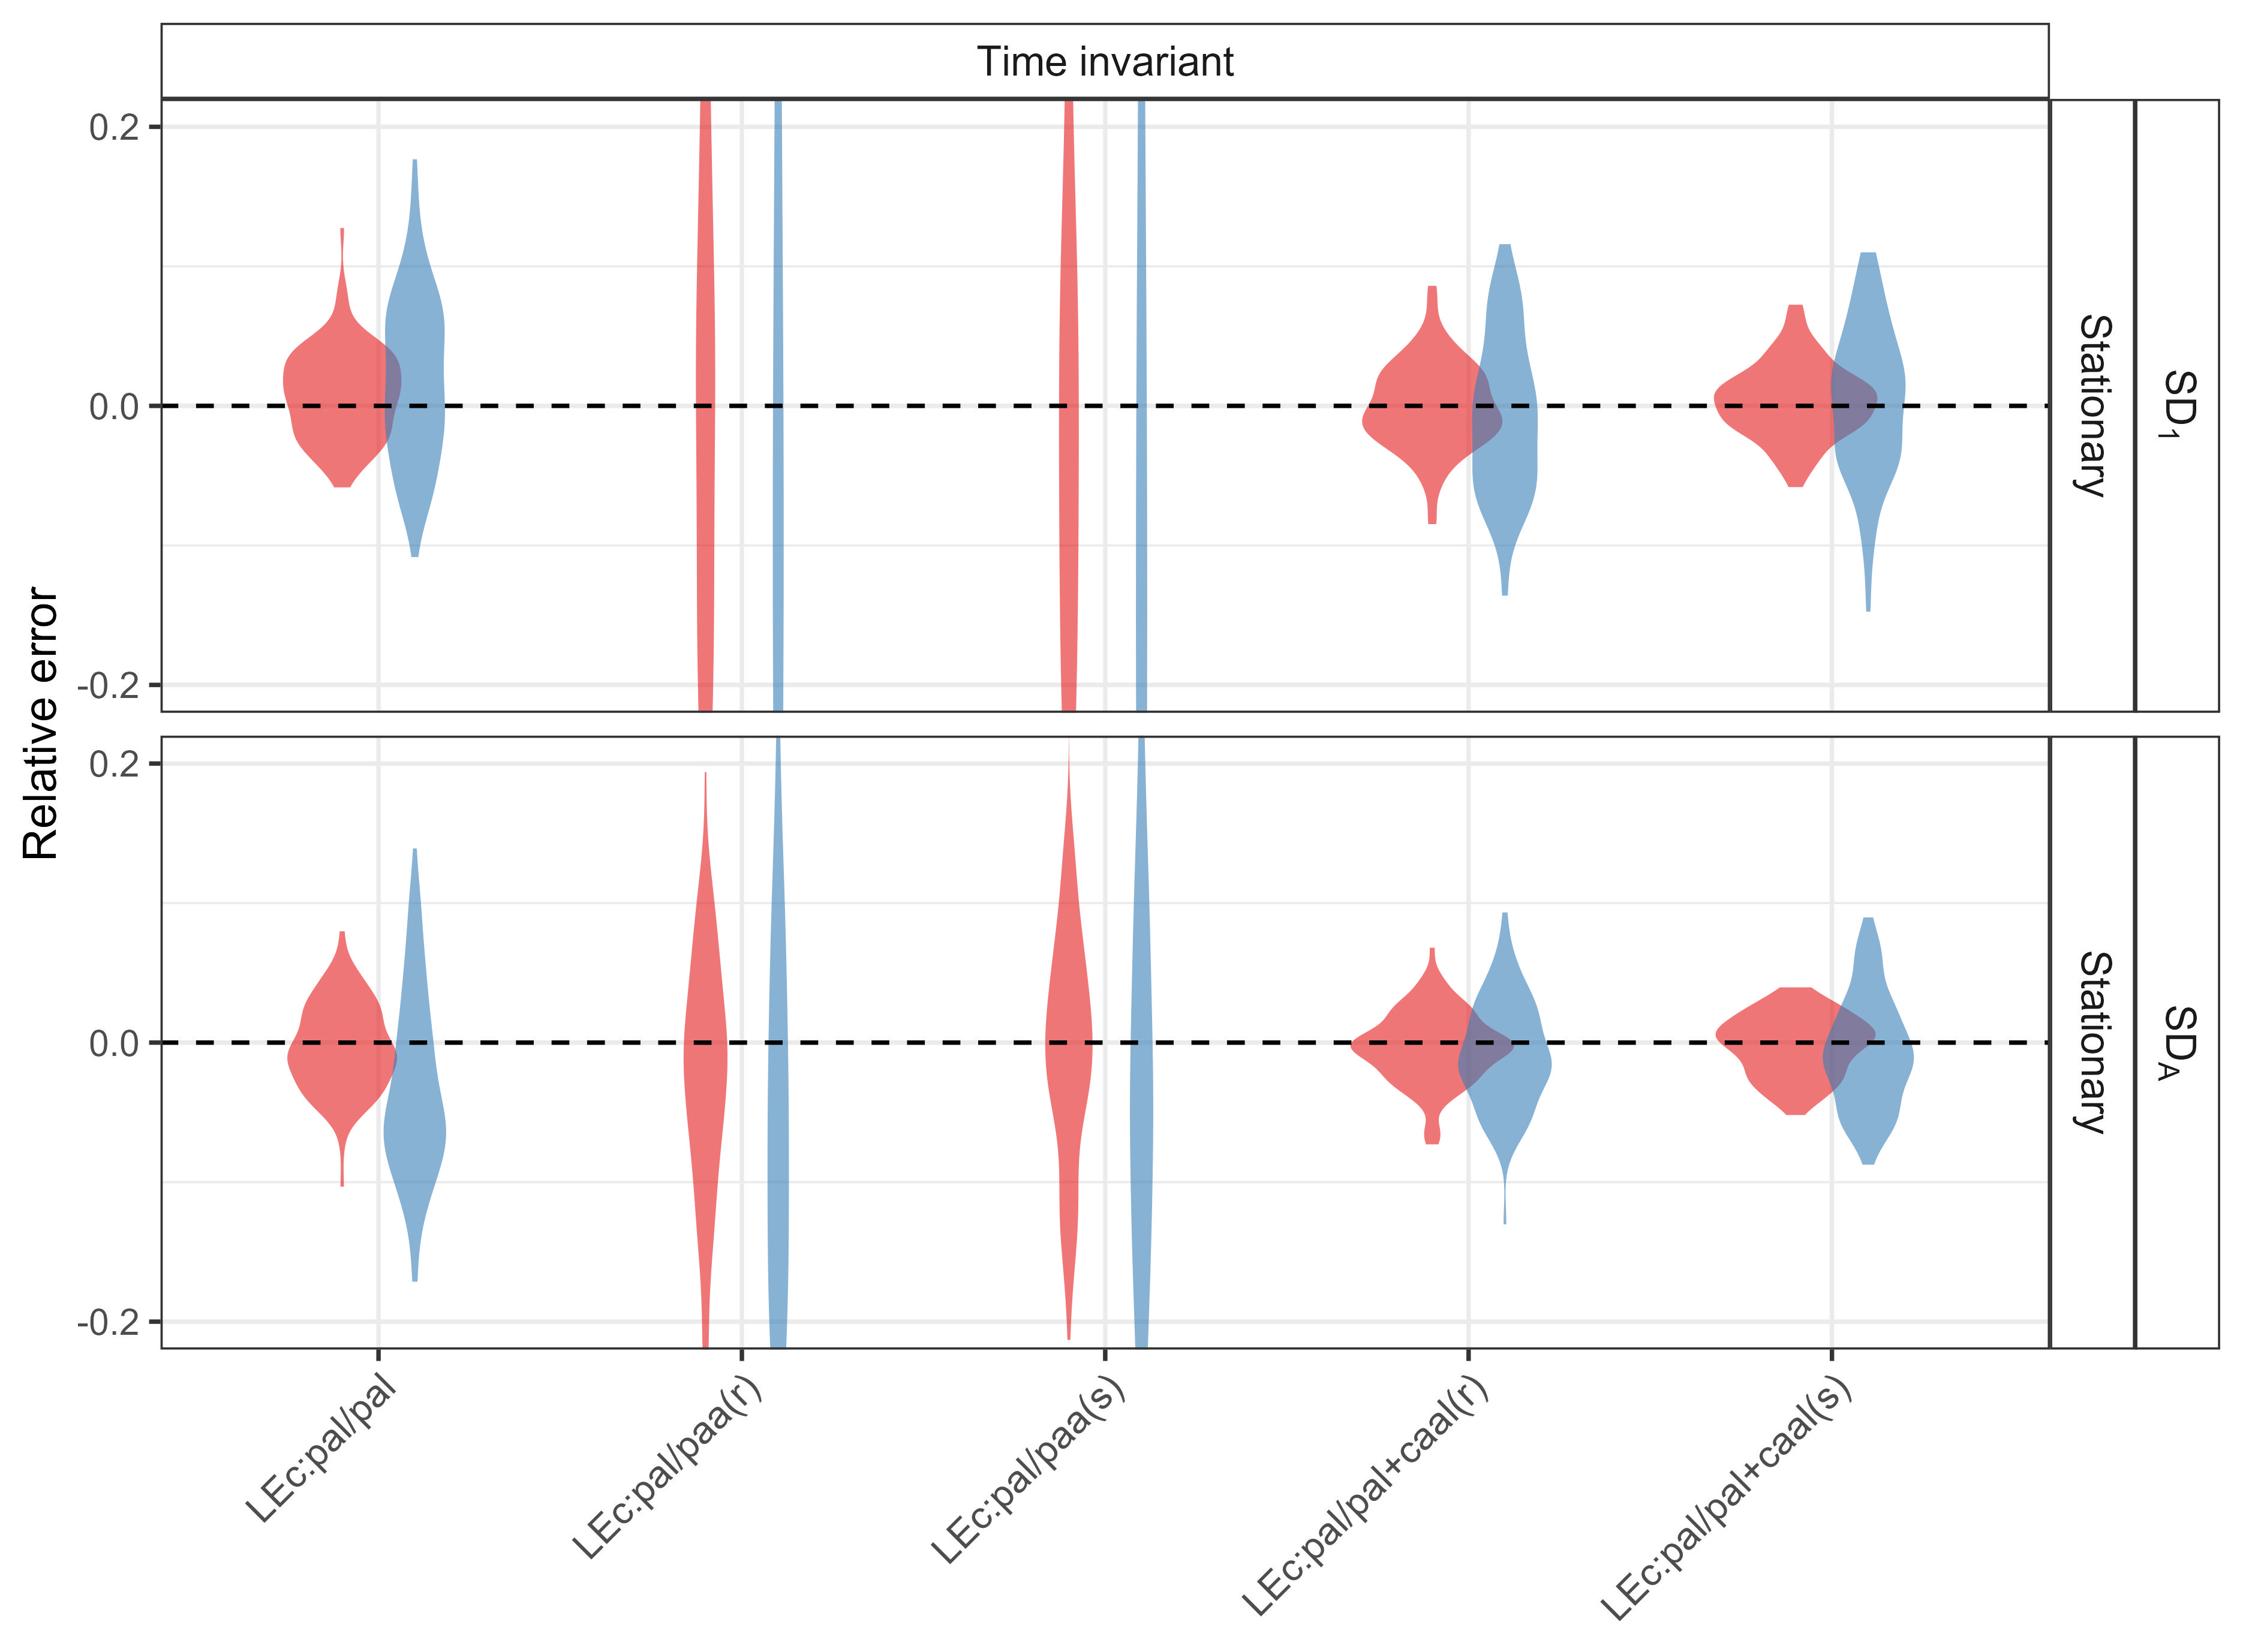 Time invariant
Relative error
0.2
0.0
-0.2
Stationary
SD₁
0.2
0.0
-0.2
Stationary
SD_A
LEc:pal//pal
LEc:pal//paa(r)
LEc:pal//paa(s)
LEc:pal//pal+caal(r)
LEc:pal//pal+caal(s)